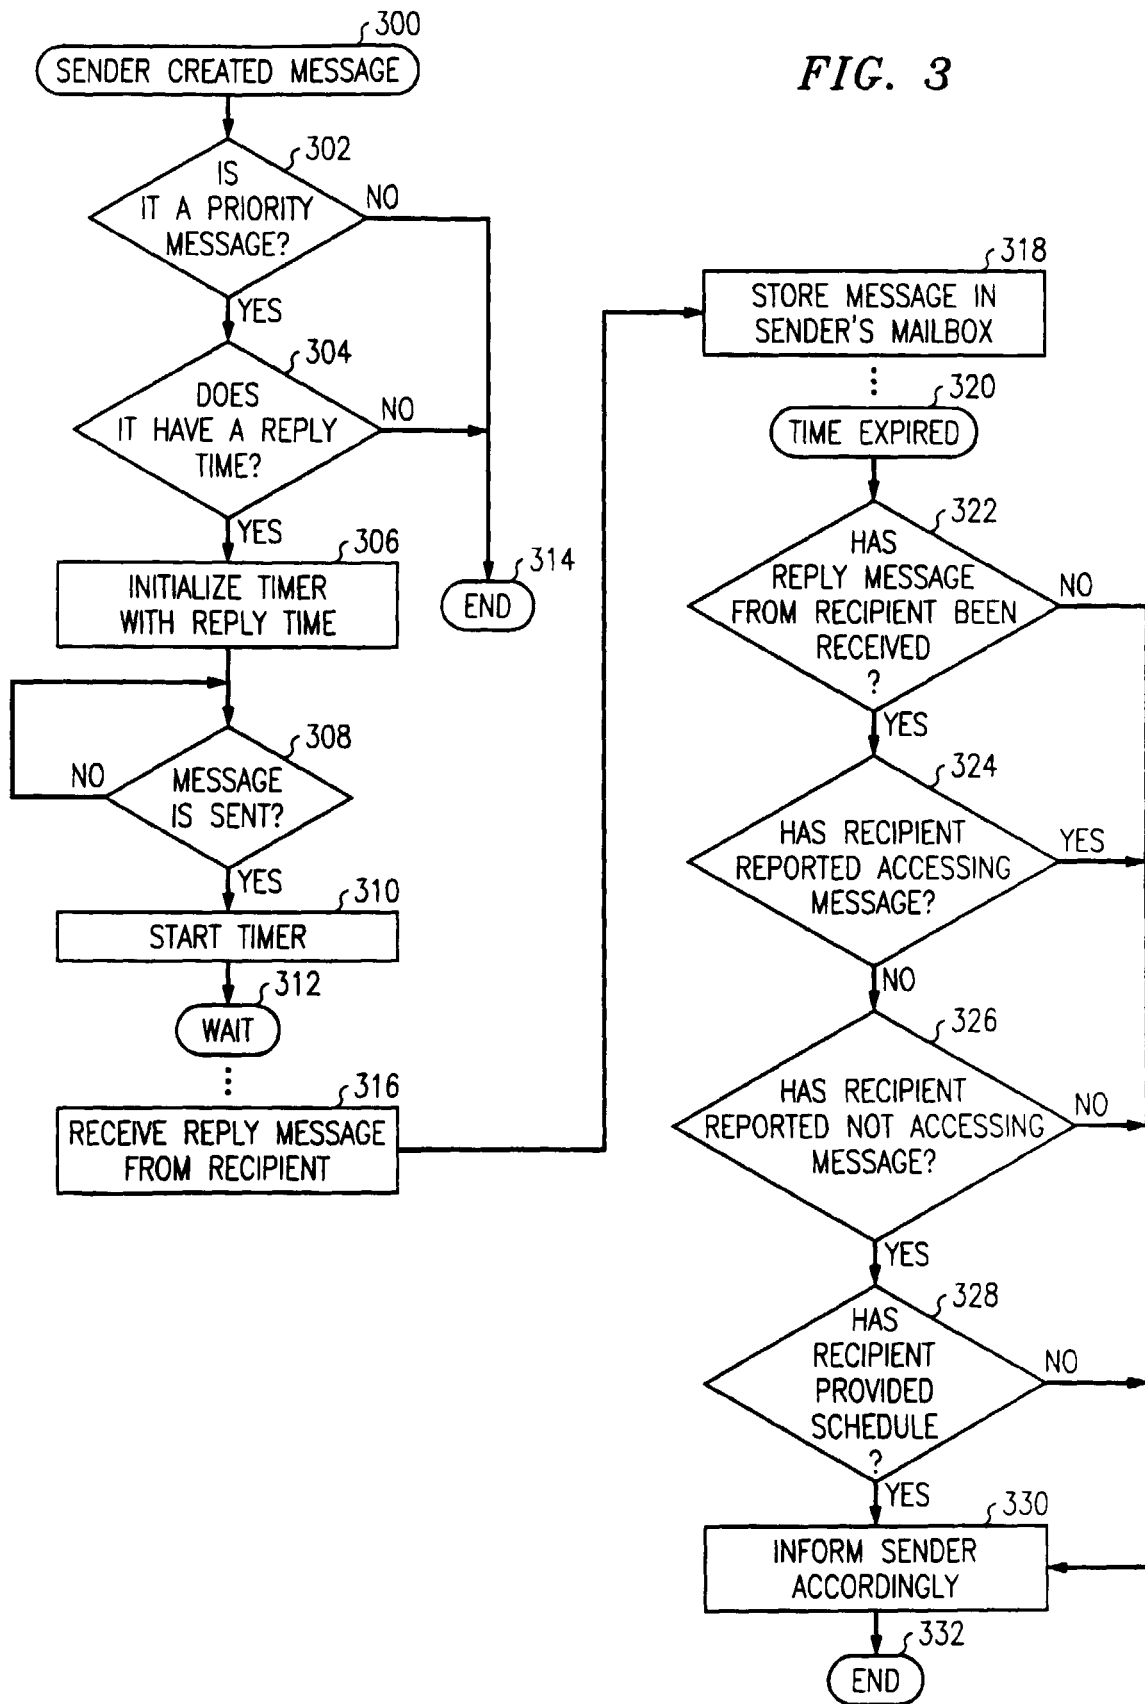 FIG. 3
300
SENDER CREATED MESSAGE
302
IS
IT A PRIORITY
MESSAGE?
NO
YES
304
DOES
IT HAVE A REPLY
TIME?
NO
YES
306
INITIALIZE TIMER
WITH REPLY TIME
314
END
308
MESSAGE
IS SENT?
NO
YES
310
START TIMER
312
WAIT
316
RECEIVE REPLY MESSAGE
FROM RECIPIENT
318
STORE MESSAGE IN
SENDER'S MAILBOX
320
TIME EXPIRED
322
HAS
REPLY MESSAGE
FROM RECIPIENT BEEN
RECEIVED
?
NO
YES
324
HAS RECIPIENT
REPORTED ACCESSING
MESSAGE?
YES
NO
326
HAS RECIPIENT
REPORTED NOT ACCESSING
MESSAGE?
NO
YES
328
HAS
RECIPIENT
PROVIDED
SCHEDULE
?
NO
YES
330
INFORM SENDER
ACCORDINGLY
332
END